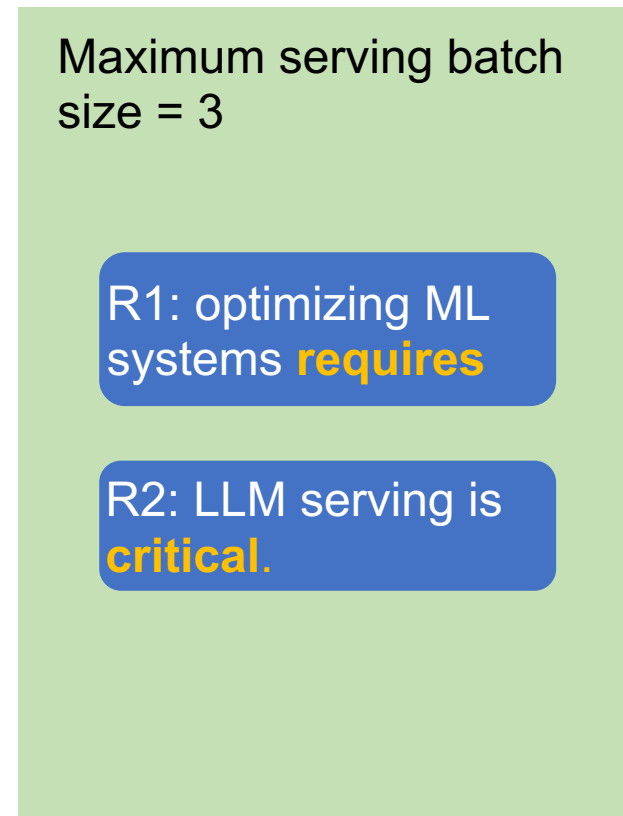 Maximum serving batch
size = 3
R1: optimizing ML
systems requires
R2: LLM serving is
critical.